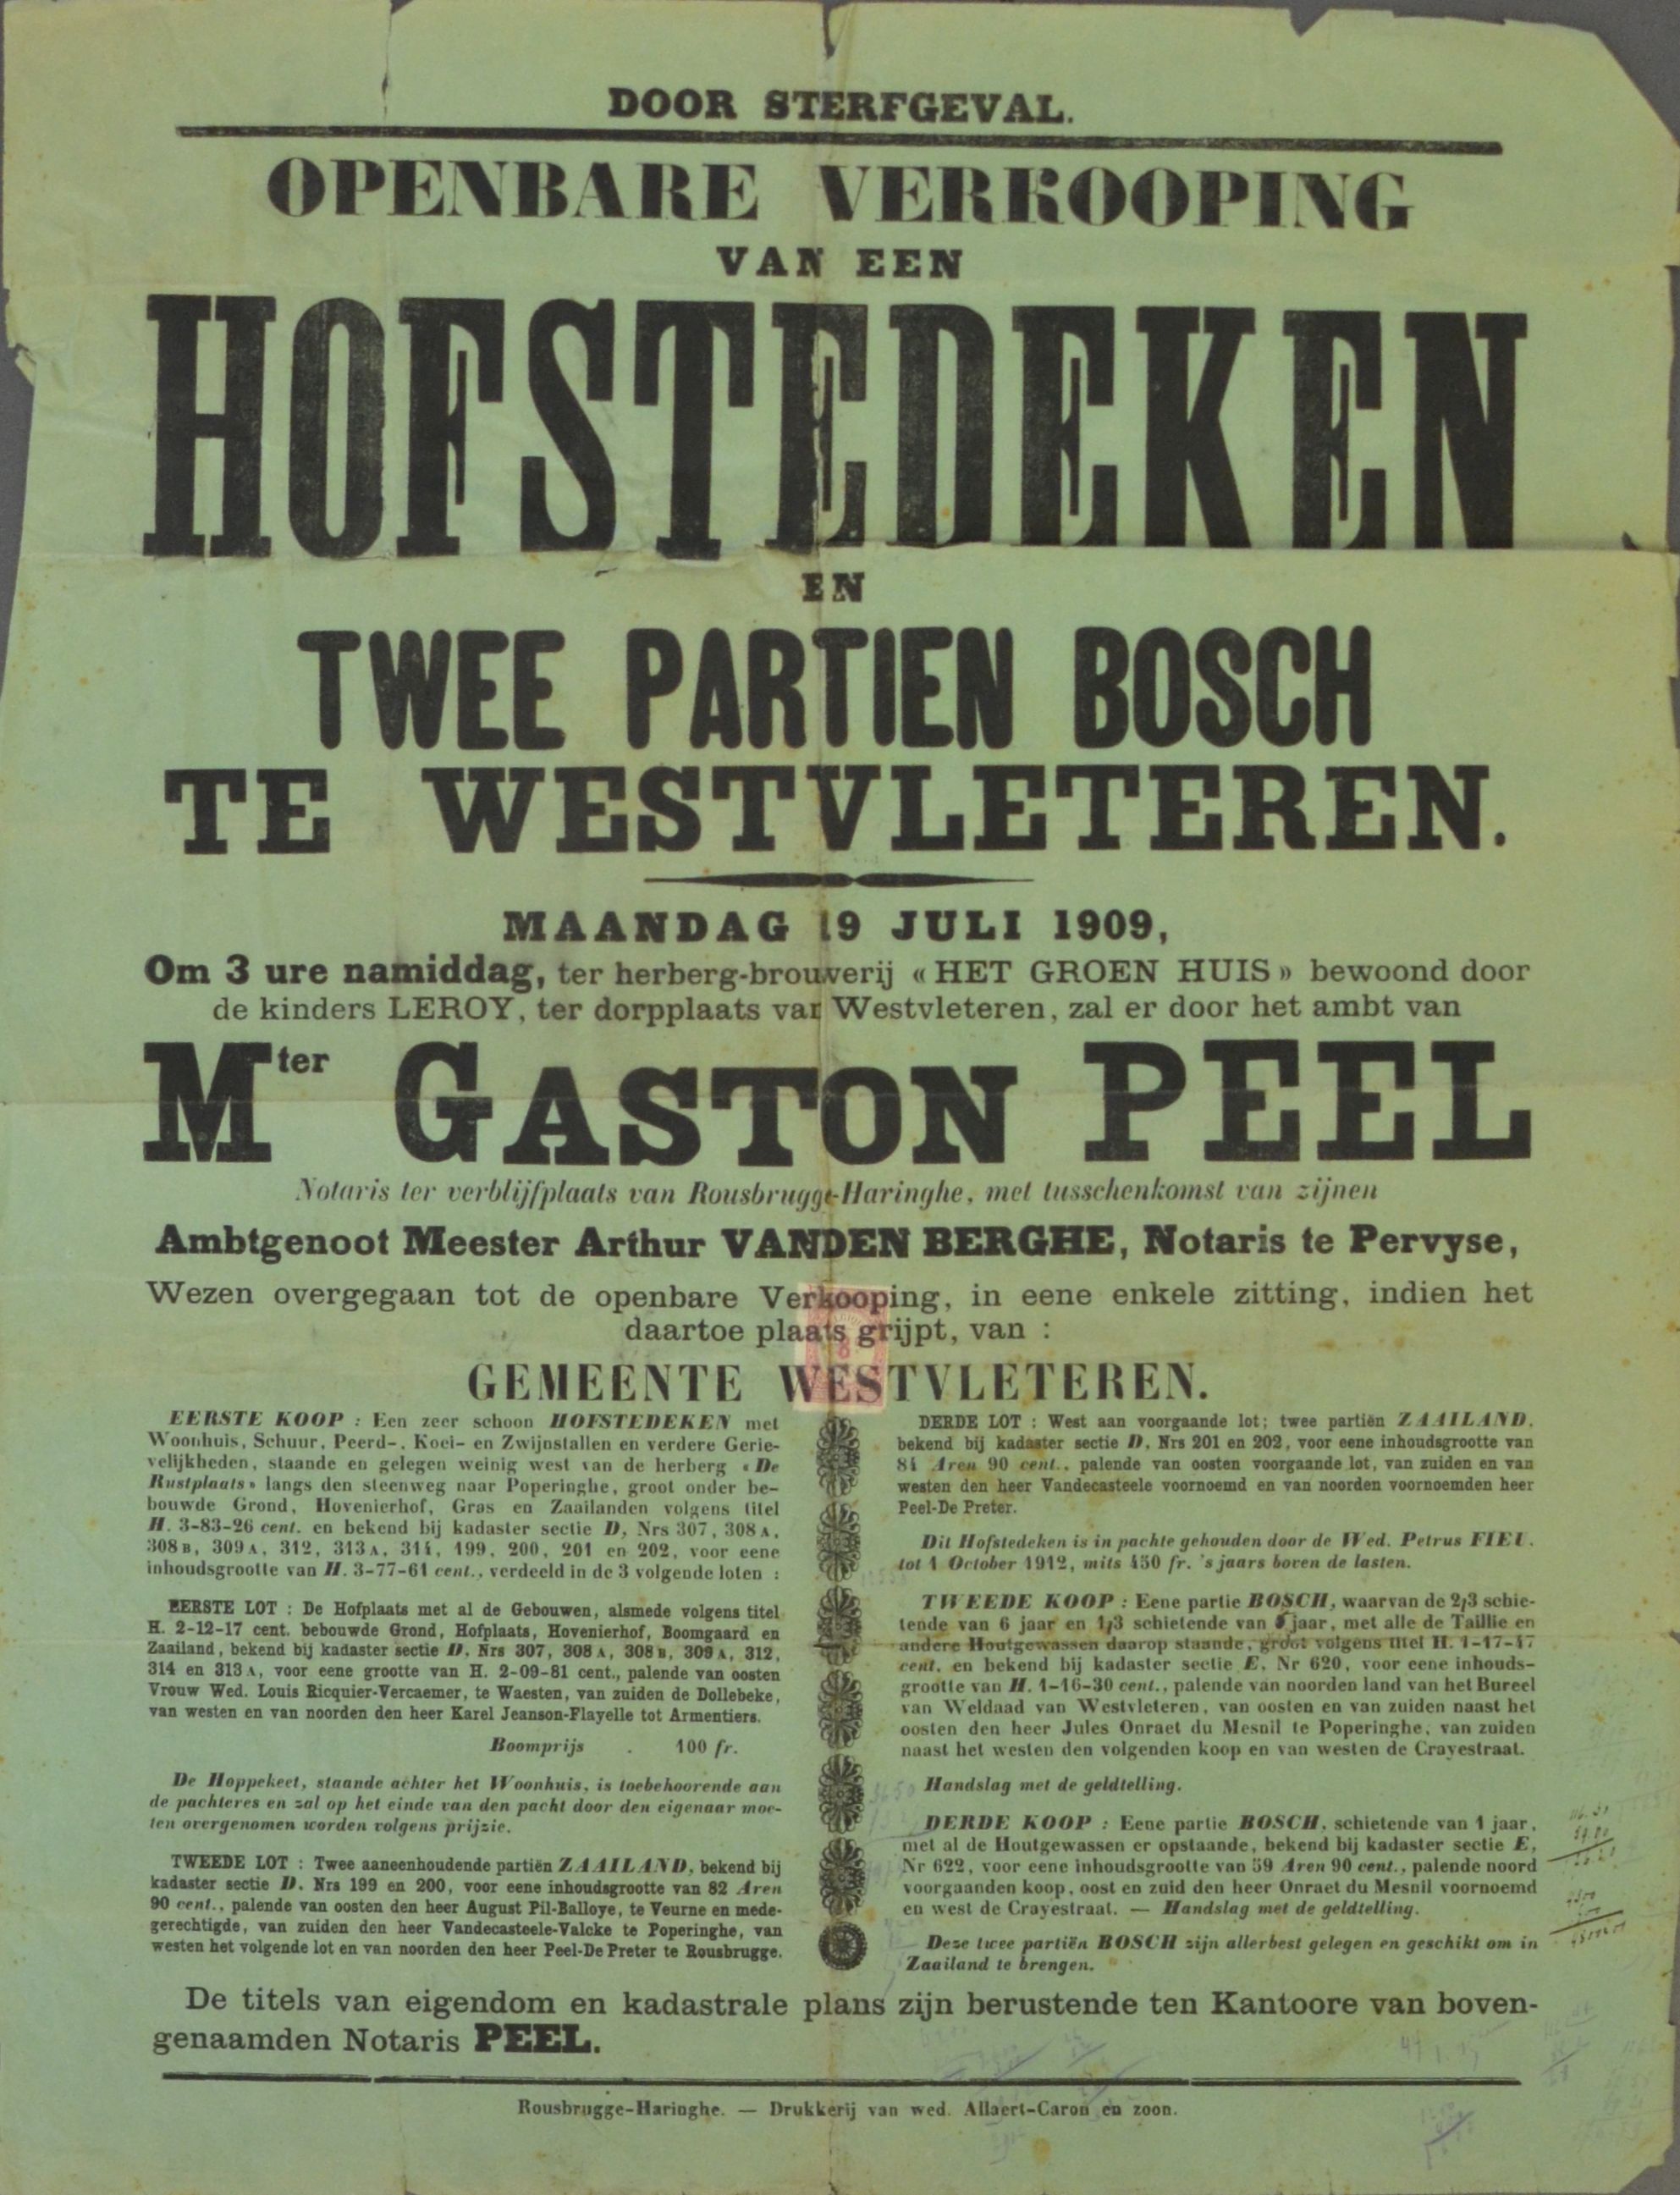 DOOR STERFGEVAL.
OPENBARE VERKOOPING
VAN EEN
HOFSTEDEKEN
EN
TWEE PARTIEN BOSCH
TE WESTVLETEREN.
MAANDAG 19 JULI 1909,
Om 3 ure namiddag, ter herberg-brouwerij « HET GROEN HUIS » bewoond door
de kinders LEROY, ter dorpplaats van Westvleteren, zal er door het ambt van
Mter GASTON PEEL
Notaris ter verblijfplaats van Rousbrugge-Haringhe, met tusschenkomst van zijnen
Ambtgenoot Meester Arthur VANDEN BERGHE, Notaris te Pervyse,
Wezen overgegaan tot de openbare Verkooping, in eene enkele zitting, indien het
daartoe plaats grijpt, van :
GEMEENTE WESTVLETEREN.
EERSTE KOOP : Een zeer schoon HOFSTEDEKEN met
Woonhuis, Schuur, Peerd-, Koei- en Zwijnstallen en verdere Gerie-
velijkheden, staande en gelegen weinig west van de herberg « De
Rustplaats » langs den steenweg naar Poperinghe, groot onder be-
bouwde Grond, Hovenierhof, Gras en Zaailanden volgens titel
H. 3-83-26 cent. en bekend bij kadaster sectie D, Nrs 307, 308 A,
308 B, 309 A, 312, 313 A, 314, 199, 200, 201 en 202, voor eene
inhoudsgrootte van H. 3-77-61 cent., verdeeld in de 3 volgende loten :
EERSTE LOT : De Hofplaats met al de Gebouwen, alsmede volgens titel
H. 2-12-17 cent. bebouwde Grond, Hofplaats, Hovenierhof, Boomgaard en
Zaailand, bekend bij kadaster sectie D, Nrs 307, 308 A, 308 B, 309 A, 312,
314 en 313 A, voor eene grootte van H. 2-09-81 cent., palende van oosten
Vrouw Wed. Louis Ricquier-Vercaemer, te Waesten, van zuiden de Dollebeke,
van westen en van noorden den heer Karel Jeanson-Flayelle tot Armentiers.
Boomprijs . 100 fr.
De Hoppekeet, staande achter het Woonhuis, is toebehoorende aan
de pachteres en zal op het einde van den pacht door den eigenaar moe-
ten overgenomen worden volgens prijzie.
TWEEDE LOT : Twee aaneenhoudende partiën ZAAILAND, bekend bij
kadaster sectie D, Nrs 199 en 200, voor eene inhoudsgrootte van 82 Aren
90 cent., palende van oosten den heer August Pil-Balloye, te Veurne en mede-
gerechtigde, van zuiden den heer Vandecasteele-Valcke te Poperinghe, van
westen het volgende lot en van noorden den heer Peel-De Preter te Rousbrugge.
DERDE LOT : West aan voorgaande lot; twee partiën ZAAILAND,
bekend bij kadaster sectie D, Nrs 201 en 202, voor eene inhoudsgrootte van
84 Aren 90 cent., palende van oosten voorgaande lot, van zuiden en van
westen den heer Vandecasteele voornoemd en van noorden voornoemden heer
Peel-De Preter.
Dit Hofstedeken is in pachte gehouden door de Wed. Petrus FIEU,
tot 1 October 1912, mits 450 fr. 's jaars boven de lasten.
TWEEDE KOOP : Eene partie BOSCH, waarvan de 2/3 schie-
tende van 6 jaar en 1/3 schietende van jaar, met alle de Taillie en
andere Houtgewassen daarop staande, groot volgens titel H. 1-17-47
cent. en bekend bij kadaster sectie E, Nr 620, voor eene inhouds-
grootte van H. 1-16-30 cent., palende van noorden land van het Bureel
van Weldaad van Westvleteren, van oosten en van zuiden naast het
oosten den heer Jules Onraet du Mesnil te Poperinghe, van zuiden
naast het westen den volgenden koop en van westen de Crayestraat.
Handslag met de geldtelling.
DERDE KOOP : Eene partie BOSCH, schietende van 1 jaar,
met al de Houtgewassen er opstaande, bekend bij kadaster sectie E,
Nr 622, voor eene inhoudsgrootte van 59 Aren 90 cent., palende noord
voorgaanden koop, oost en zuid den heer Onraet du Mesnil voornoemd
en west de Crayestraat. — Handslag met de geldtelling.
Deze twee partiën BOSCH zijn allerbest gelegen en geschikt om in
Zaailand te brengen.
De titels van eigendom en kadastrale plans zijn berustende ten Kantoore van boven-
genaamden Notaris PEEL.
Rousbrugge-Haringhe. — Drukkerij van wed. Allaert-Caron en zoon.